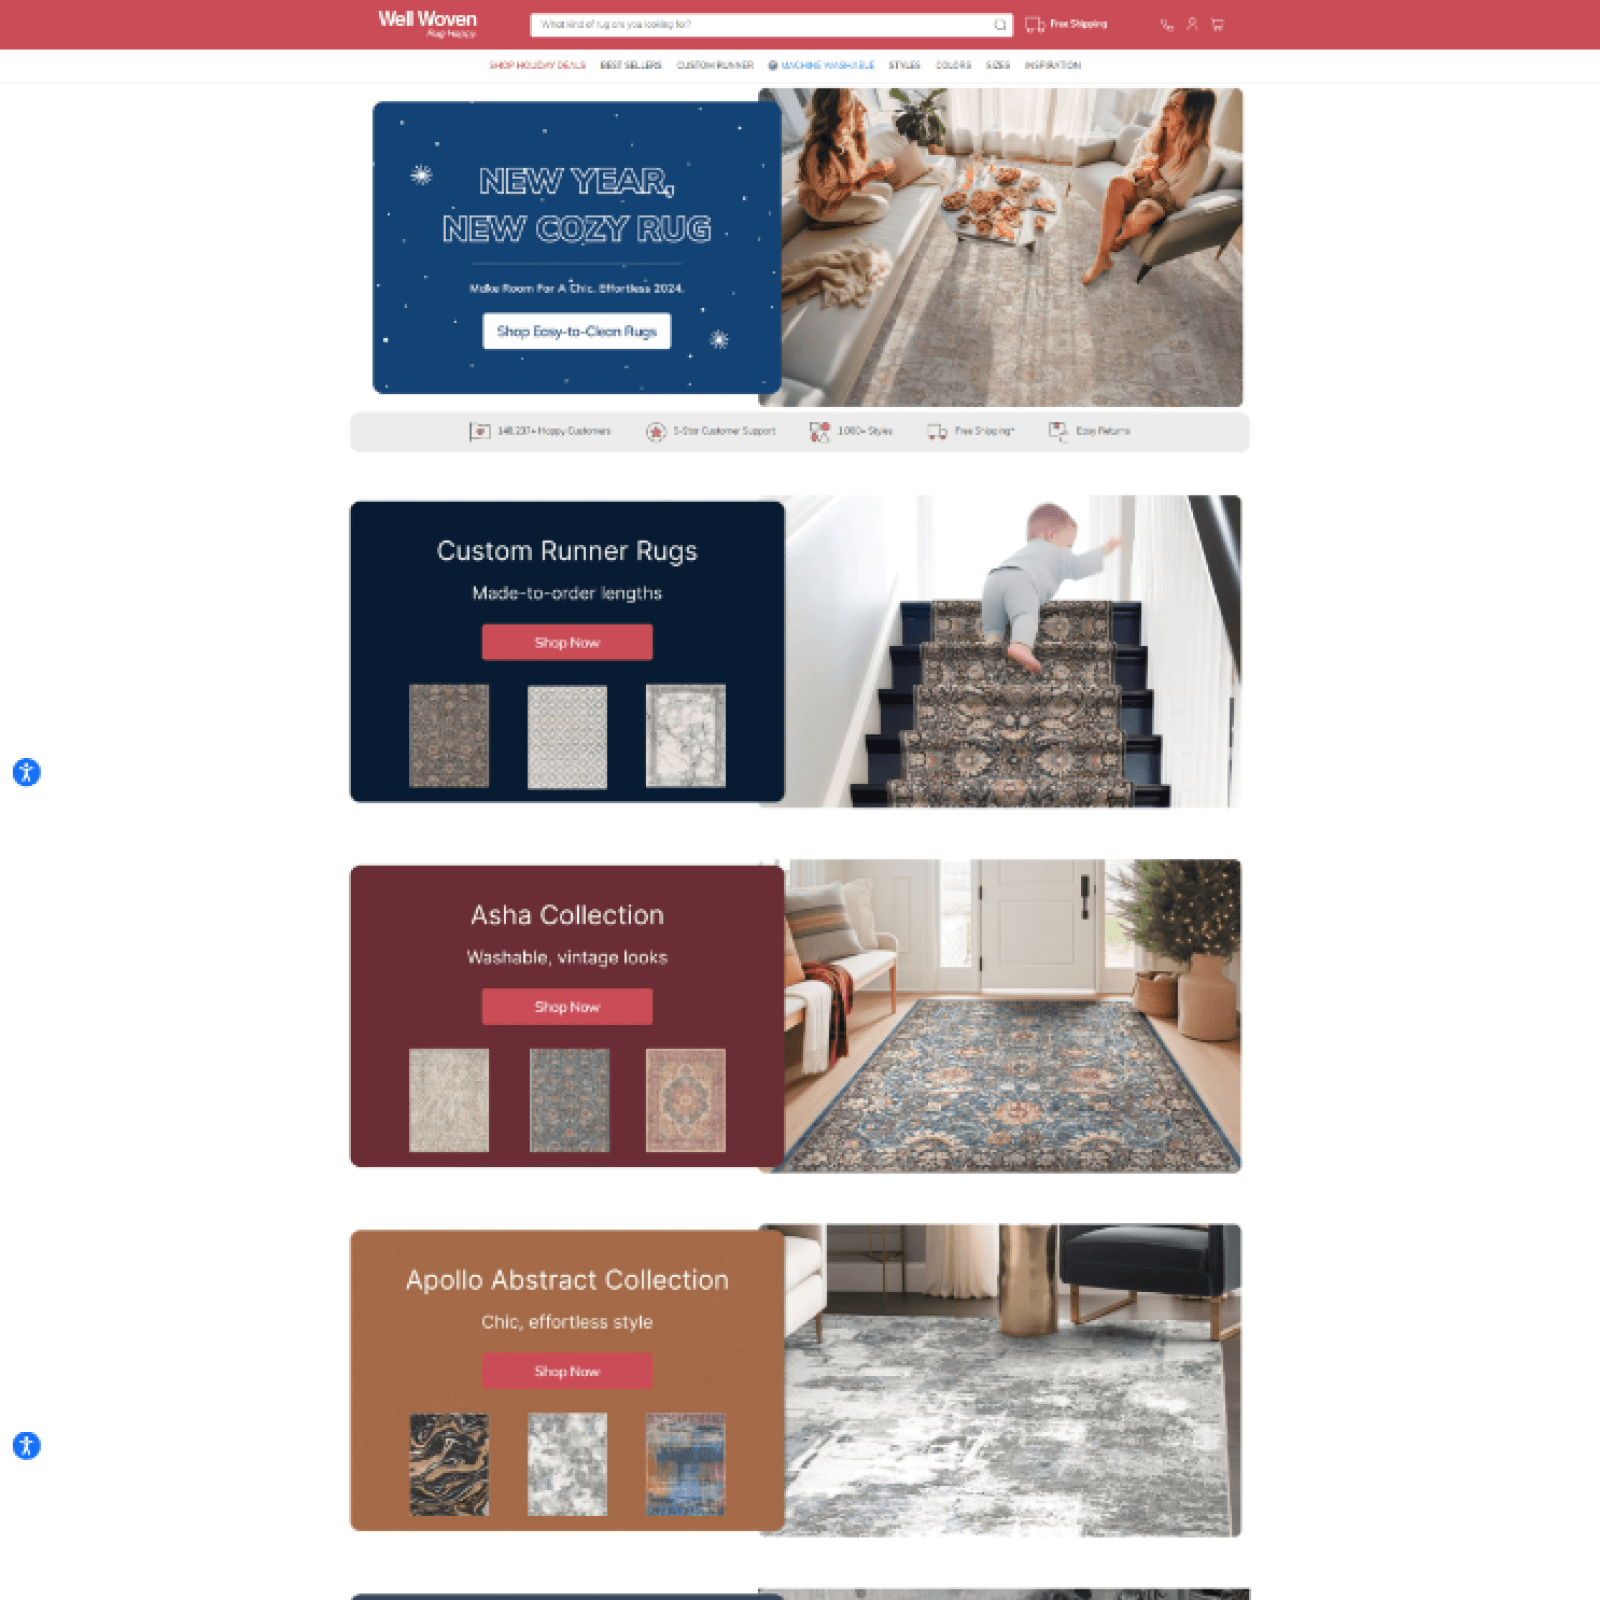 Well Woven
Rug Happy.
What kind of rug are you looking for?
Free Shipping
SHOP HOLIDAY DEALS BEST SELLERS CUSTOM RUNNER MACHINE WASHABLE STYLES COLORS SIZES INSPIRATION
NEW YEAR,
NEW COZY RUG
Make Room For A Chic, Effortless 2024.
Shop Easy-to-Clean Rugs
Happy Customers
5-Star Customer Support
1,000+ Styles
Free Shipping*
Easy Returns
Custom Runner Rugs
Made-to-order lengths
Shop Now
Asha Collection
Washable, vintage looks
Shop Now
Apollo Abstract Collection
Chic, effortless style
Shop Now